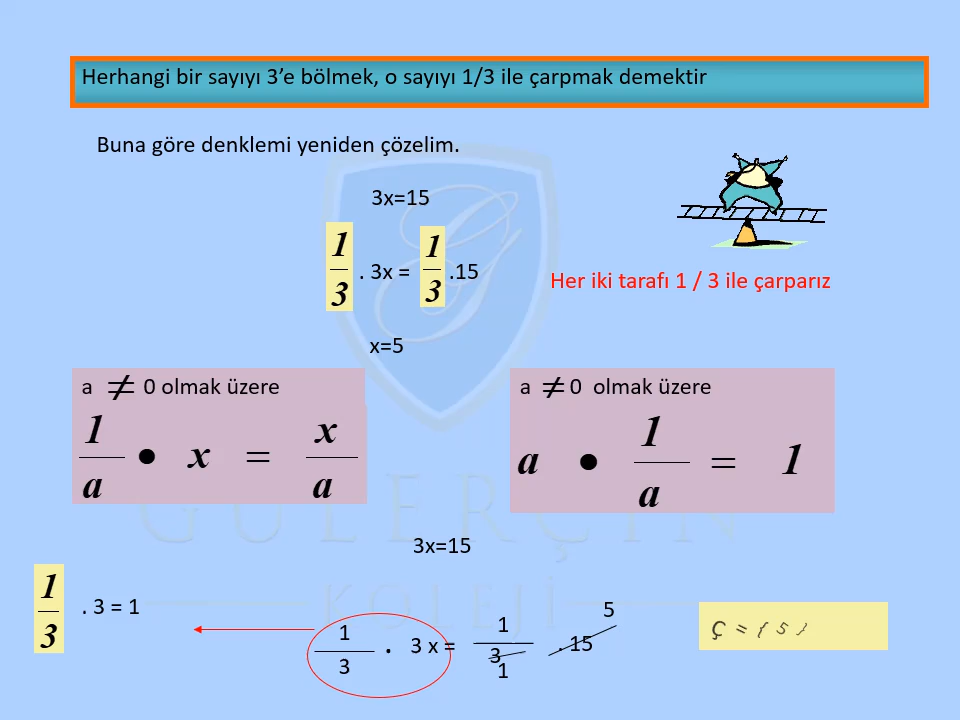 Herhangi bir sayıyı 3’e bölmek, o sayıyı 1/3 ile çarpmak demektir
Buna göre denklemi yeniden çözelim.
3x=15
1/3 . 3x = 1/3 .15
Her iki tarafı 1 / 3 ile çarparız
x=5
a ≠ 0 olmak üzere
1/a • x = x/a
a ≠ 0 olmak üzere
a • 1/a = 1
GÜLERÇİN
KOLEJİ
3x=15
1/3 . 3 = 1
1/3 . 3 x = 1/3 . 15
5
1
Ç = { 5 }